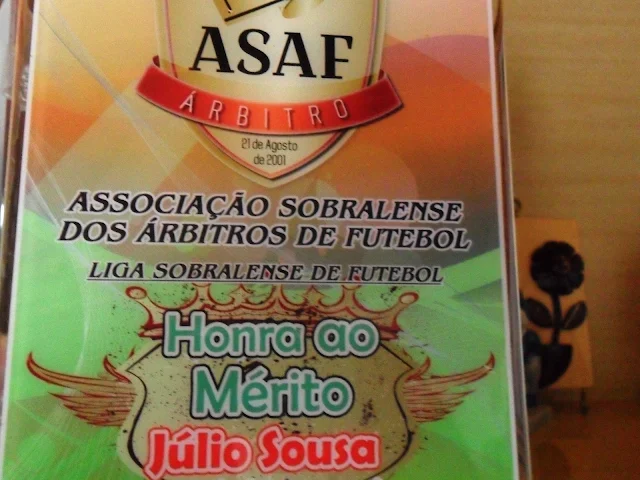 ASAF
ÁRBITRO
21 de Agosto
de 2001
ASSOCIAÇÃO SOBRALENSE
DOS ÁRBITROS DE FUTEBOL
LIGA SOBRALENSE DE FUTEBOL
Honra ao
Mérito
Júlio Sousa